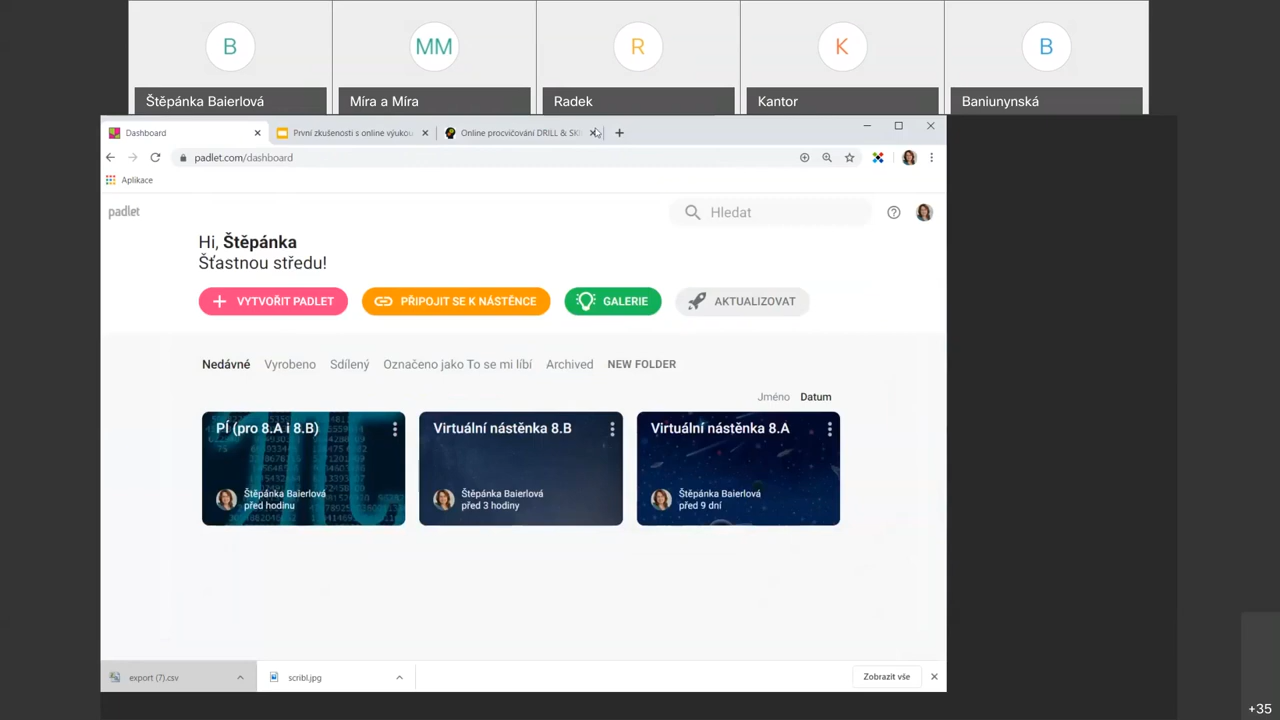 B
MM
R
K
B
Štěpánka Baierlová
Míra a Míra
Radek
Kantor
Baniunynská
Dashboard
První zkušenosti s online výukou
Online procvičování DRILL & SKI
padlet.com/dashboard
Aplikace
padlet
Hledat
Hi, Štěpánka
Šťastnou středu!
VYTVOŘIT PADLET
PŘIPOJIT SE K NÁSTĚNCE
GALERIE
AKTUALIZOVAT
Nedávné
Vyrobeno
Sdílený
Označeno jako To se mi líbí
Archived
NEW FOLDER
Jméno
Datum
PÍ (pro 8.A i 8.B)
Štěpánka Baierlová
před hodinu
Virtuální nástěnka 8.B
Štěpánka Baierlová
před 3 hodiny
Virtuální nástěnka 8.A
Štěpánka Baierlová
před 9 dní
export (7).csv
scribl.jpg
Zobrazit vše
+35